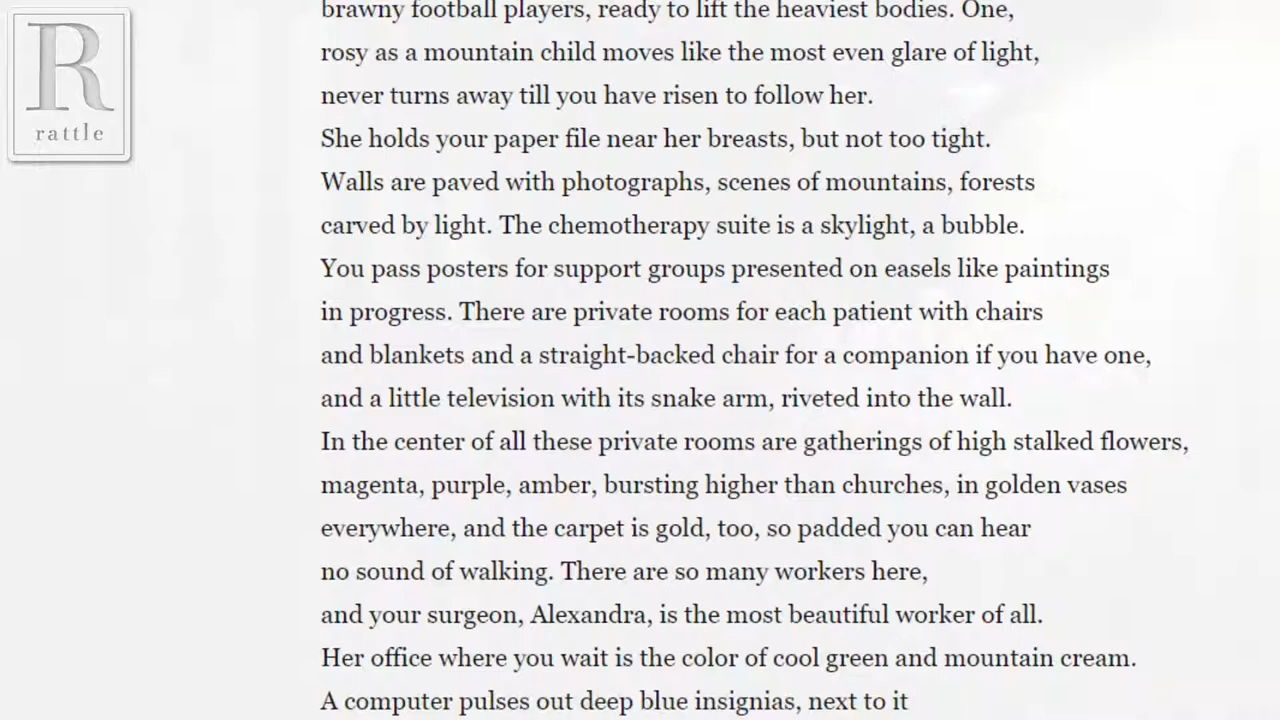 R
rattle
brawny football players, ready to lift the heaviest bodies. One,
rosy as a mountain child moves like the most even glare of light,
never turns away till you have risen to follow her.
She holds your paper file near her breasts, but not too tight.
Walls are paved with photographs, scenes of mountains, forests
carved by light. The chemotherapy suite is a skylight, a bubble.
You pass posters for support groups presented on easels like paintings
in progress. There are private rooms for each patient with chairs
and blankets and a straight-backed chair for a companion if you have one,
and a little television with its snake arm, riveted into the wall.
In the center of all these private rooms are gatherings of high stalked flowers,
magenta, purple, amber, bursting higher than churches, in golden vases
everywhere, and the carpet is gold, too, so padded you can hear
no sound of walking. There are so many workers here,
and your surgeon, Alexandra, is the most beautiful worker of all.
Her office where you wait is the color of cool green and mountain cream.
A computer pulses out deep blue insignias, next to it